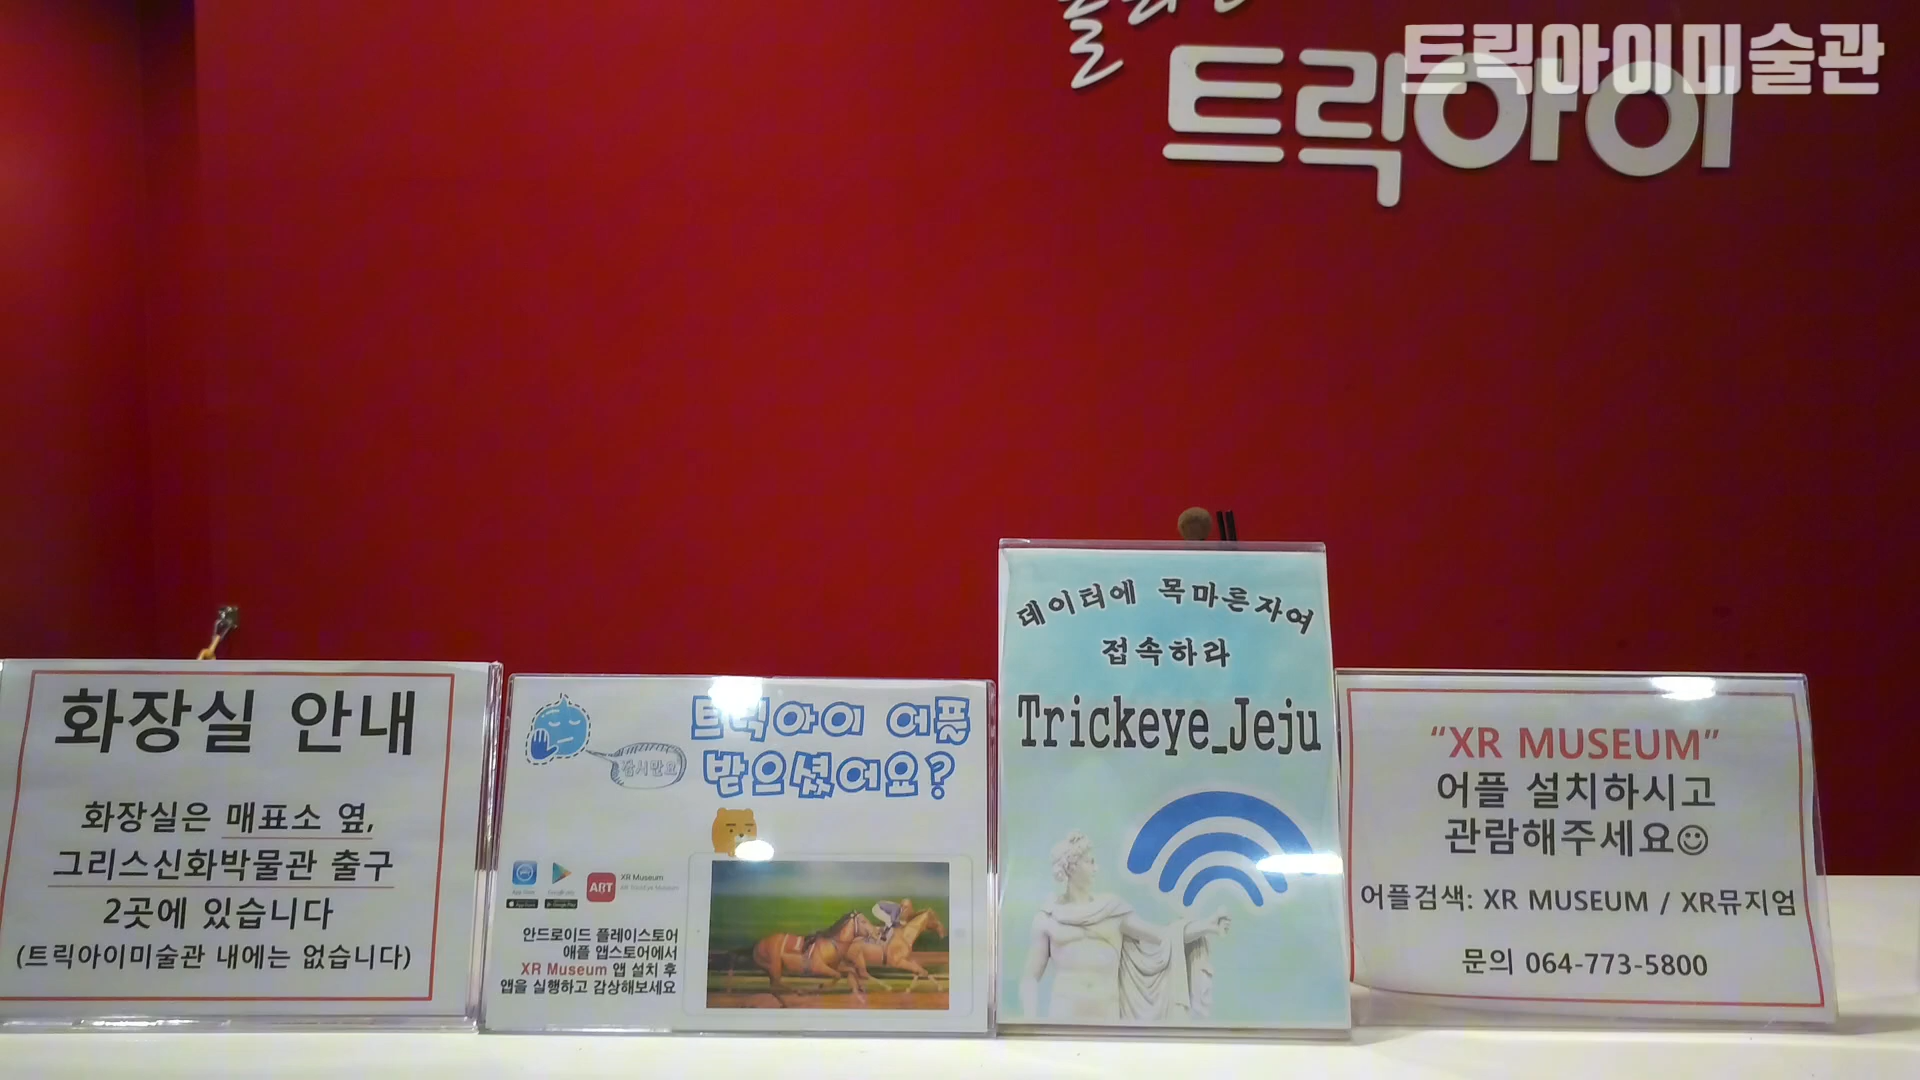 트릭아이미술관
트릭아이
화장실 안내
화장실은 매표소 옆,
그리스신화박물관 출구
2곳에 있습니다
(트릭아이미술관 내에는 없습니다)
잠시만요
트릭아이 어플
받으셨어요?
XR Museum
안드로이드 플레이스토어
애플 앱스토어에서
XR Museum 앱 설치 후
앱을 실행하고 감상해보세요
데이터에 목마른자여
접속하라
Trickeye_Jeju
"XR MUSEUM"
어플 설치하시고
관람해주세요☺
어플검색: XR MUSEUM / XR뮤지엄
문의 064-773-5800